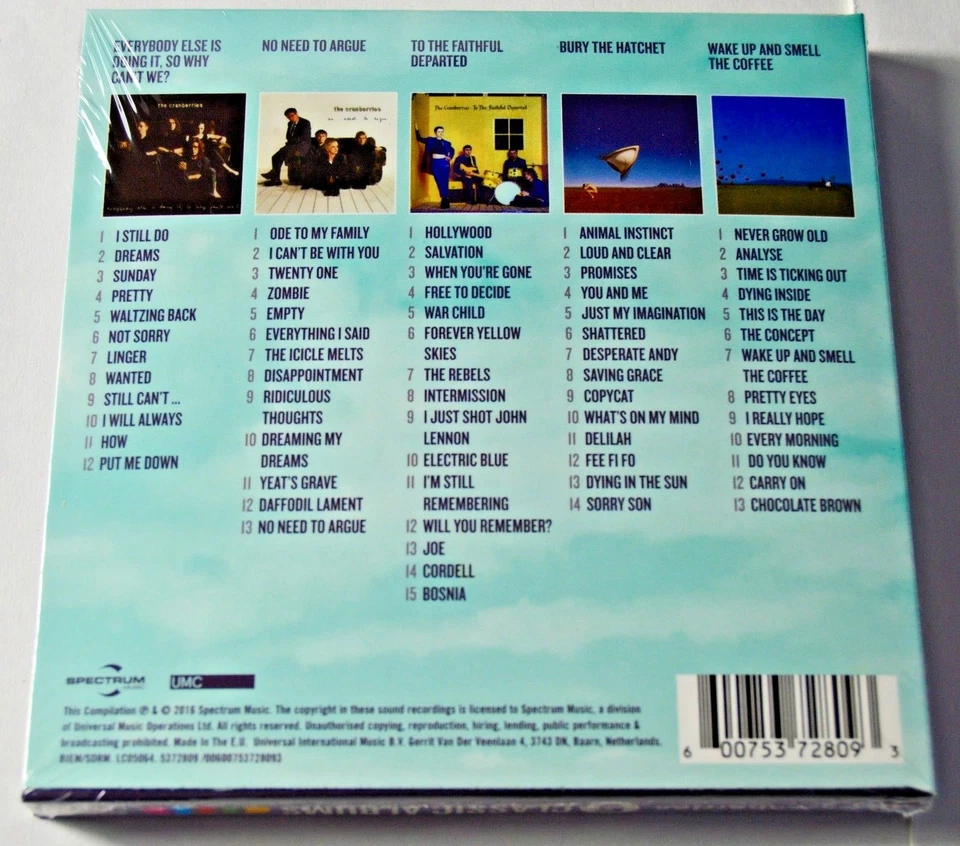 EVERYBODY ELSE IS
DOING IT, SO WHY
CAN'T WE?
the cranberries
1 I STILL DO
2 DREAMS
3 SUNDAY
4 PRETTY
5 WALTZING BACK
6 NOT SORRY
7 LINGER
8 WANTED
9 STILL CAN'T ...
10 I WILL ALWAYS
11 HOW
12 PUT ME DOWN
NO NEED TO ARGUE
the cranberries
no need to argue
1 ODE TO MY FAMILY
2 I CAN'T BE WITH YOU
3 TWENTY ONE
4 ZOMBIE
5 EMPTY
6 EVERYTHING I SAID
7 THE ICICLE MELTS
8 DISAPPOINTMENT
9 RIDICULOUS
THOUGHTS
10 DREAMING MY
DREAMS
11 YEAT'S GRAVE
12 DAFFODIL LAMENT
13 NO NEED TO ARGUE
TO THE FAITHFUL
DEPARTED
The Cranberries - To The Faithful Departed
1 HOLLYWOOD
2 SALVATION
3 WHEN YOU'RE GONE
4 FREE TO DECIDE
5 WAR CHILD
6 FOREVER YELLOW
SKIES
7 THE REBELS
8 INTERMISSION
9 I JUST SHOT JOHN
LENNON
10 ELECTRIC BLUE
11 I'M STILL
REMEMBERING
12 WILL YOU REMEMBER?
13 JOE
14 CORDELL
15 BOSNIA
BURY THE HATCHET
1 ANIMAL INSTINCT
2 LOUD AND CLEAR
3 PROMISES
4 YOU AND ME
5 JUST MY IMAGINATION
6 SHATTERED
7 DESPERATE ANDY
8 SAVING GRACE
9 COPYCAT
10 WHAT'S ON MY MIND
11 DELILAH
12 FEE FI FO
13 DYING IN THE SUN
14 SORRY SON
WAKE UP AND SMELL
THE COFFEE
1 NEVER GROW OLD
2 ANALYSE
3 TIME IS TICKING OUT
4 DYING INSIDE
5 THIS IS THE DAY
6 THE CONCEPT
7 WAKE UP AND SMELL
THE COFFEE
8 PRETTY EYES
9 I REALLY HOPE
10 EVERY MORNING
11 DO YOU KNOW
12 CARRY ON
13 CHOCOLATE BROWN
SPECTRUM
MUSIC
UMC
This Compilation ℗ & © 2016 Spectrum Music. The copyright in these sound recordings is licensed to Spectrum Music, a division
of Universal Music Operations Ltd. All rights reserved. Unauthorised copying, reproduction, hiring, lending, public performance &
broadcasting prohibited. Made In The E.U. Universal International Music B.V. Gerrit Van Der Veenlaan 4, 3743 DN, Baarn, Netherlands.
BIEM/SDRM. LC05064. 5372809 /00600753728093
6 00753 72809 3
CLASSIC ALBUMS